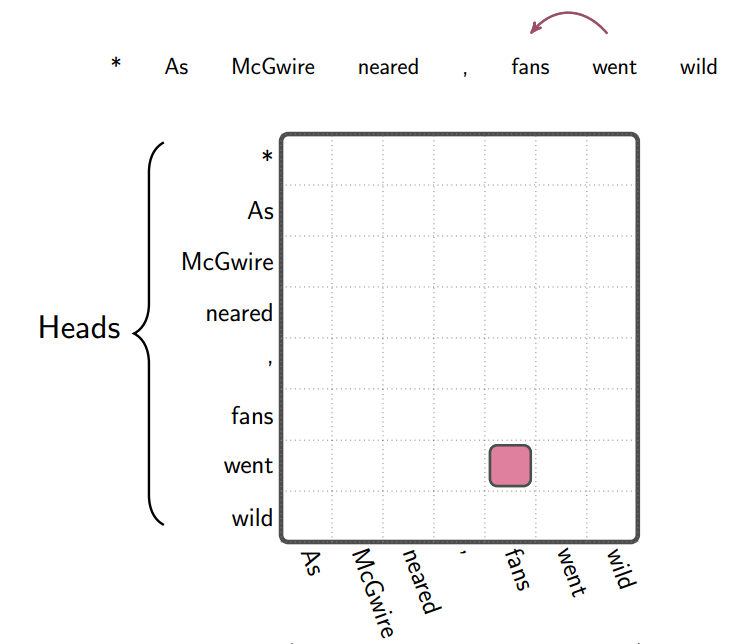 * As McGwire neared , fans went wild
*
As
McGwire
neared
,
fans
went
wild
Heads
As McGwire neared , fans went wild